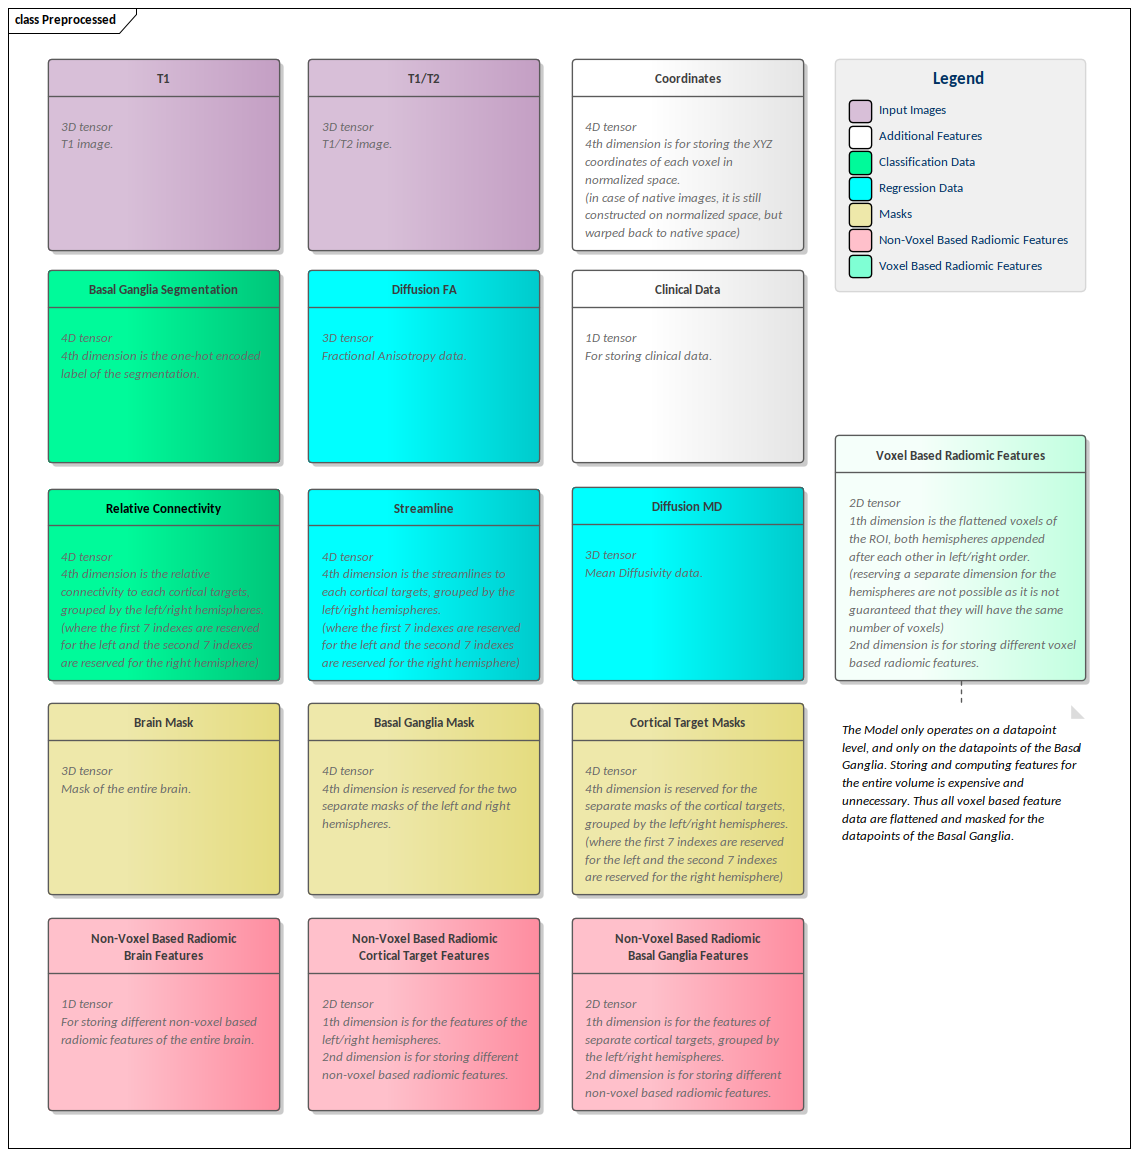 class Preprocessed
T1
3D tensor
T1 image.
T1/T2
3D tensor
T1/T2 image.
Coordinates
4D tensor
4th dimension is for storing the XYZ
coordinates of each voxel in
normalized space.
(in case of native images, it is still
constructed on normalized space, but
warped back to native space)
Legend
Input Images
Additional Features
Classification Data
Regression Data
Masks
Non-Voxel Based Radiomic Features
Voxel Based Radiomic Features
Basal Ganglia Segmentation
4D tensor
4th dimension is the one-hot encoded
label of the segmentation.
Diffusion FA
3D tensor
Fractional Anisotropy data.
Clinical Data
1D tensor
For storing clinical data.
Relative Connectivity
4D tensor
4th dimension is the relative
connectivity to each cortical targets,
grouped by the left/right hemispheres.
(where the first 7 indexes are reserved
for the left and the second 7 indexes
are reserved for the right hemisphere)
Streamline
4D tensor
4th dimension is the streamlines to
each cortical targets, grouped by the
left/right hemispheres.
(where the first 7 indexes are reserved
for the left and the second 7 indexes
are reserved for the right hemisphere)
Diffusion MD
3D tensor
Mean Diffusivity data.
Voxel Based Radiomic Features
2D tensor
1th dimension is the flattened voxels of
the ROI, both hemispheres appended
after each other in left/right order.
(reserving a separate dimension for the
hemispheres are not possible as it is not
guaranteed that they will have the same
number of voxels)
2nd dimension is for storing different voxel
based radiomic features.
The Model only operates on a datapoint
level, and only on the datapoints of the Basal
Ganglia. Storing and computing features for
the entire volume is expensive and
unnecessary. Thus all voxel based feature
data are flattened and masked for the
datapoints of the Basal Ganglia.
Brain Mask
3D tensor
Mask of the entire brain.
Basal Ganglia Mask
4D tensor
4th dimension is reserved for the two
separate masks of the left and right
hemispheres.
Cortical Target Masks
4D tensor
4th dimension is reserved for the
separate masks of the cortical targets,
grouped by the left/right hemispheres.
(where the first 7 indexes are reserved
for the left and the second 7 indexes
are reserved for the right hemisphere)
Non-Voxel Based Radiomic
Brain Features
1D tensor
For storing different non-voxel based
radiomic features of the entire brain.
Non-Voxel Based Radiomic
Cortical Target Features
2D tensor
1th dimension is for the features of the
left/right hemispheres.
2nd dimension is for storing different
non-voxel based radiomic features.
Non-Voxel Based Radiomic
Basal Ganglia Features
2D tensor
1th dimension is for the features of
separate cortical targets, grouped by
the left/right hemispheres.
2nd dimension is for storing different
non-voxel based radiomic features.